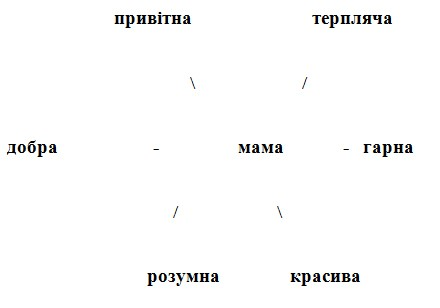 привітна терпляча
\ /
добра - мама - гарна
/ \
розумна красива